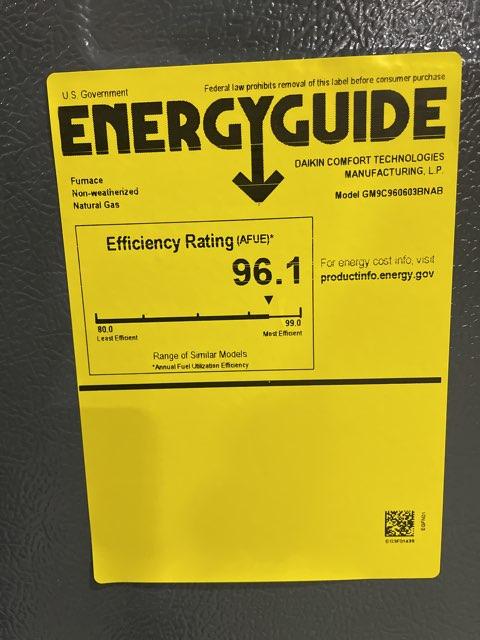 U.S. Government
Federal law prohibits removal of this label before consumer purchase
ENERGYGUIDE
Furnace
Non-weatherized
Natural Gas
DAIKIN COMFORT TECHNOLOGIES
MANUFACTURING, L.P.
Model GM9C960603BNAB
Efficiency Rating (AFUE)*
96.1
80.0
Least Efficient
99.0
Most Efficient
Range of Similar Models
*Annual Fuel Utilization Efficiency
For energy cost info, visit
productinfo.energy.gov